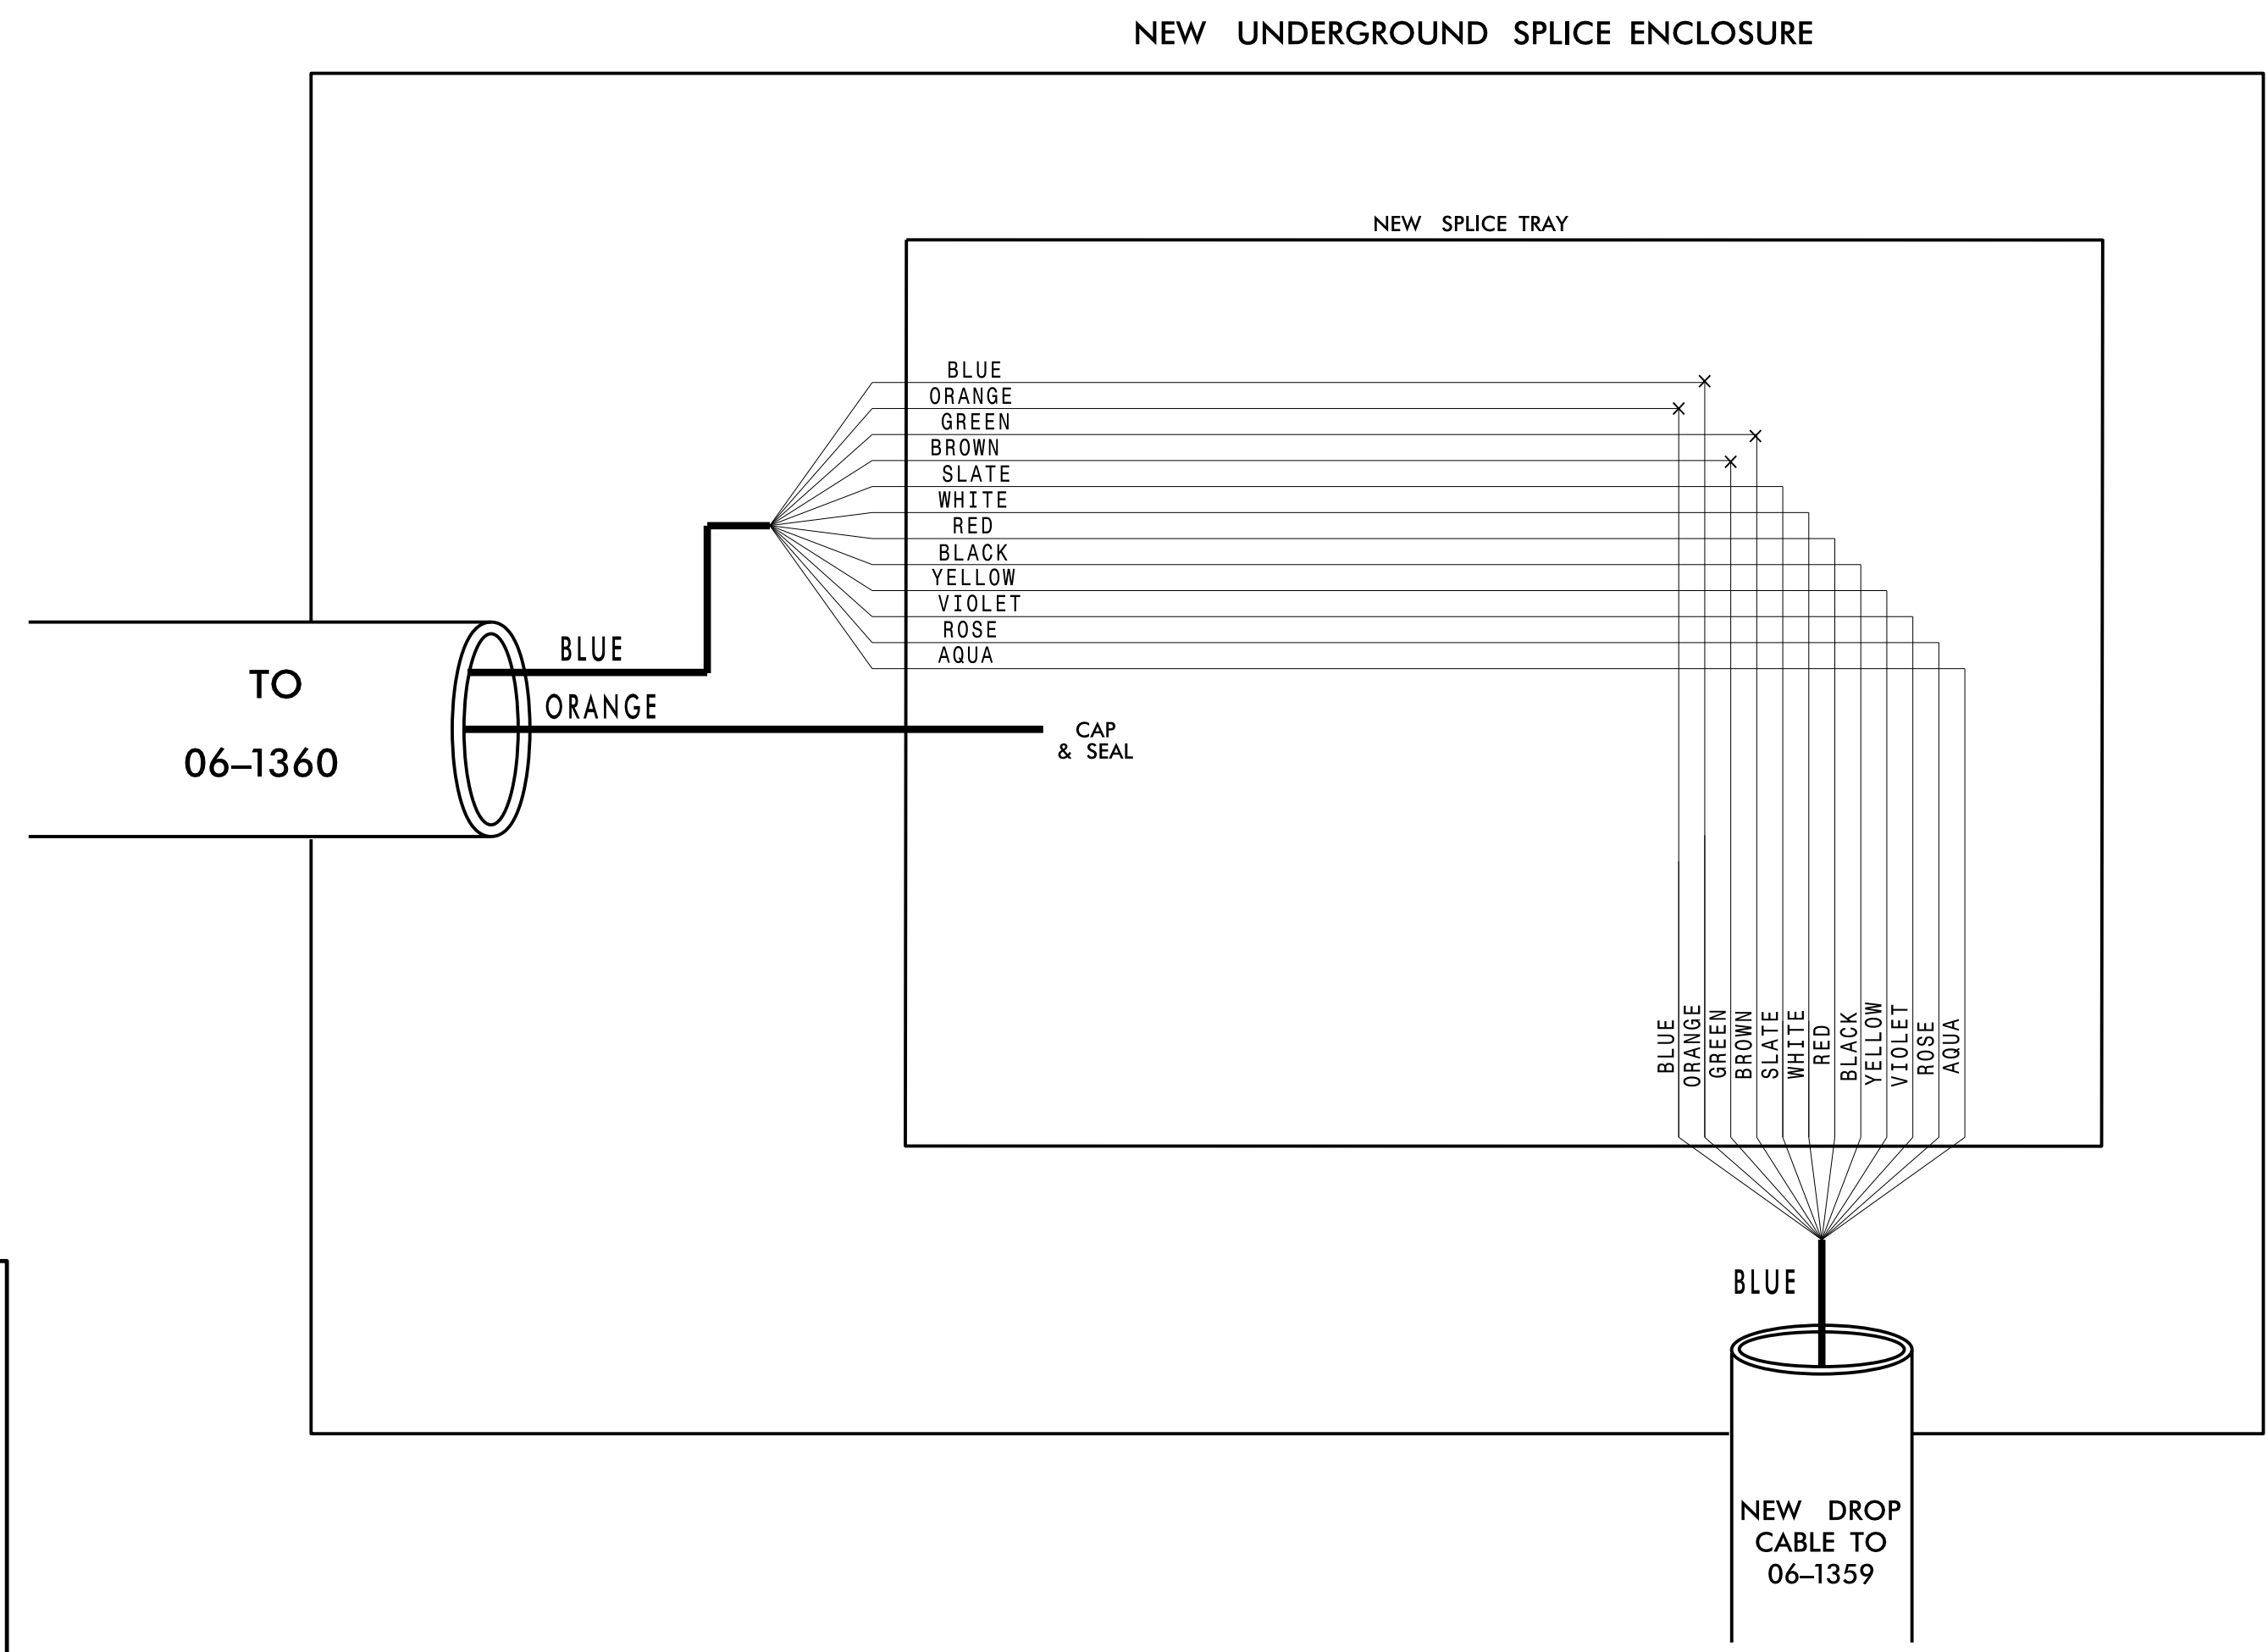 NEW UNDERGROUND SPLICE ENCLOSURE
NEW SPLICE TRAY
BLUE
ORANGE
GREEN
BROWN
SLATE
WHITE
RED
BLACK
YELLOW
VIOLET
ROSE
AQUA
BLUE
ORANGE
TO
06–1360
CAP
& SEAL
BLUE
ORANGE
GREEN
BROWN
SLATE
WHITE
RED
BLACK
YELLOW
VIOLET
ROSE
AQUA
BLUE
NEW DROP
CABLE TO
06–1359